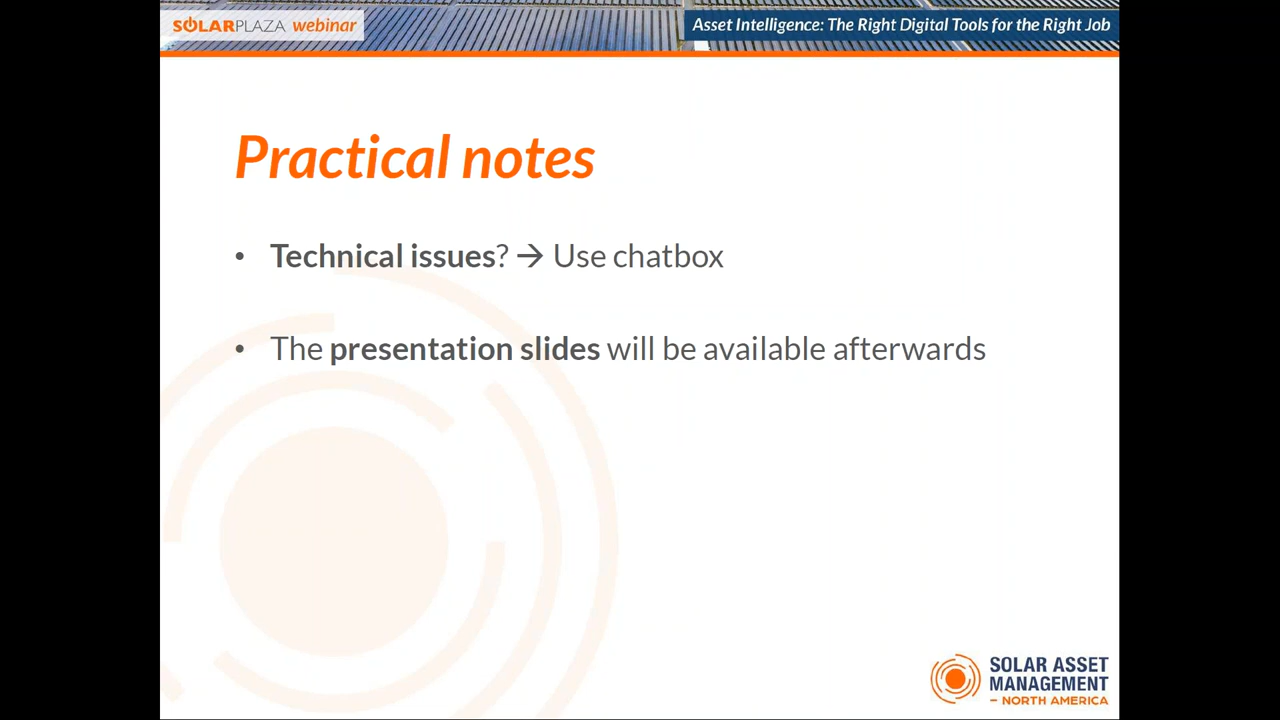 SOLARPLAZA webinar
Asset Intelligence: The Right Digital Tools for the Right Job
Practical notes
• Technical issues? → Use chatbox
• The presentation slides will be available afterwards
SOLAR ASSET
MANAGEMENT
– NORTH AMERICA